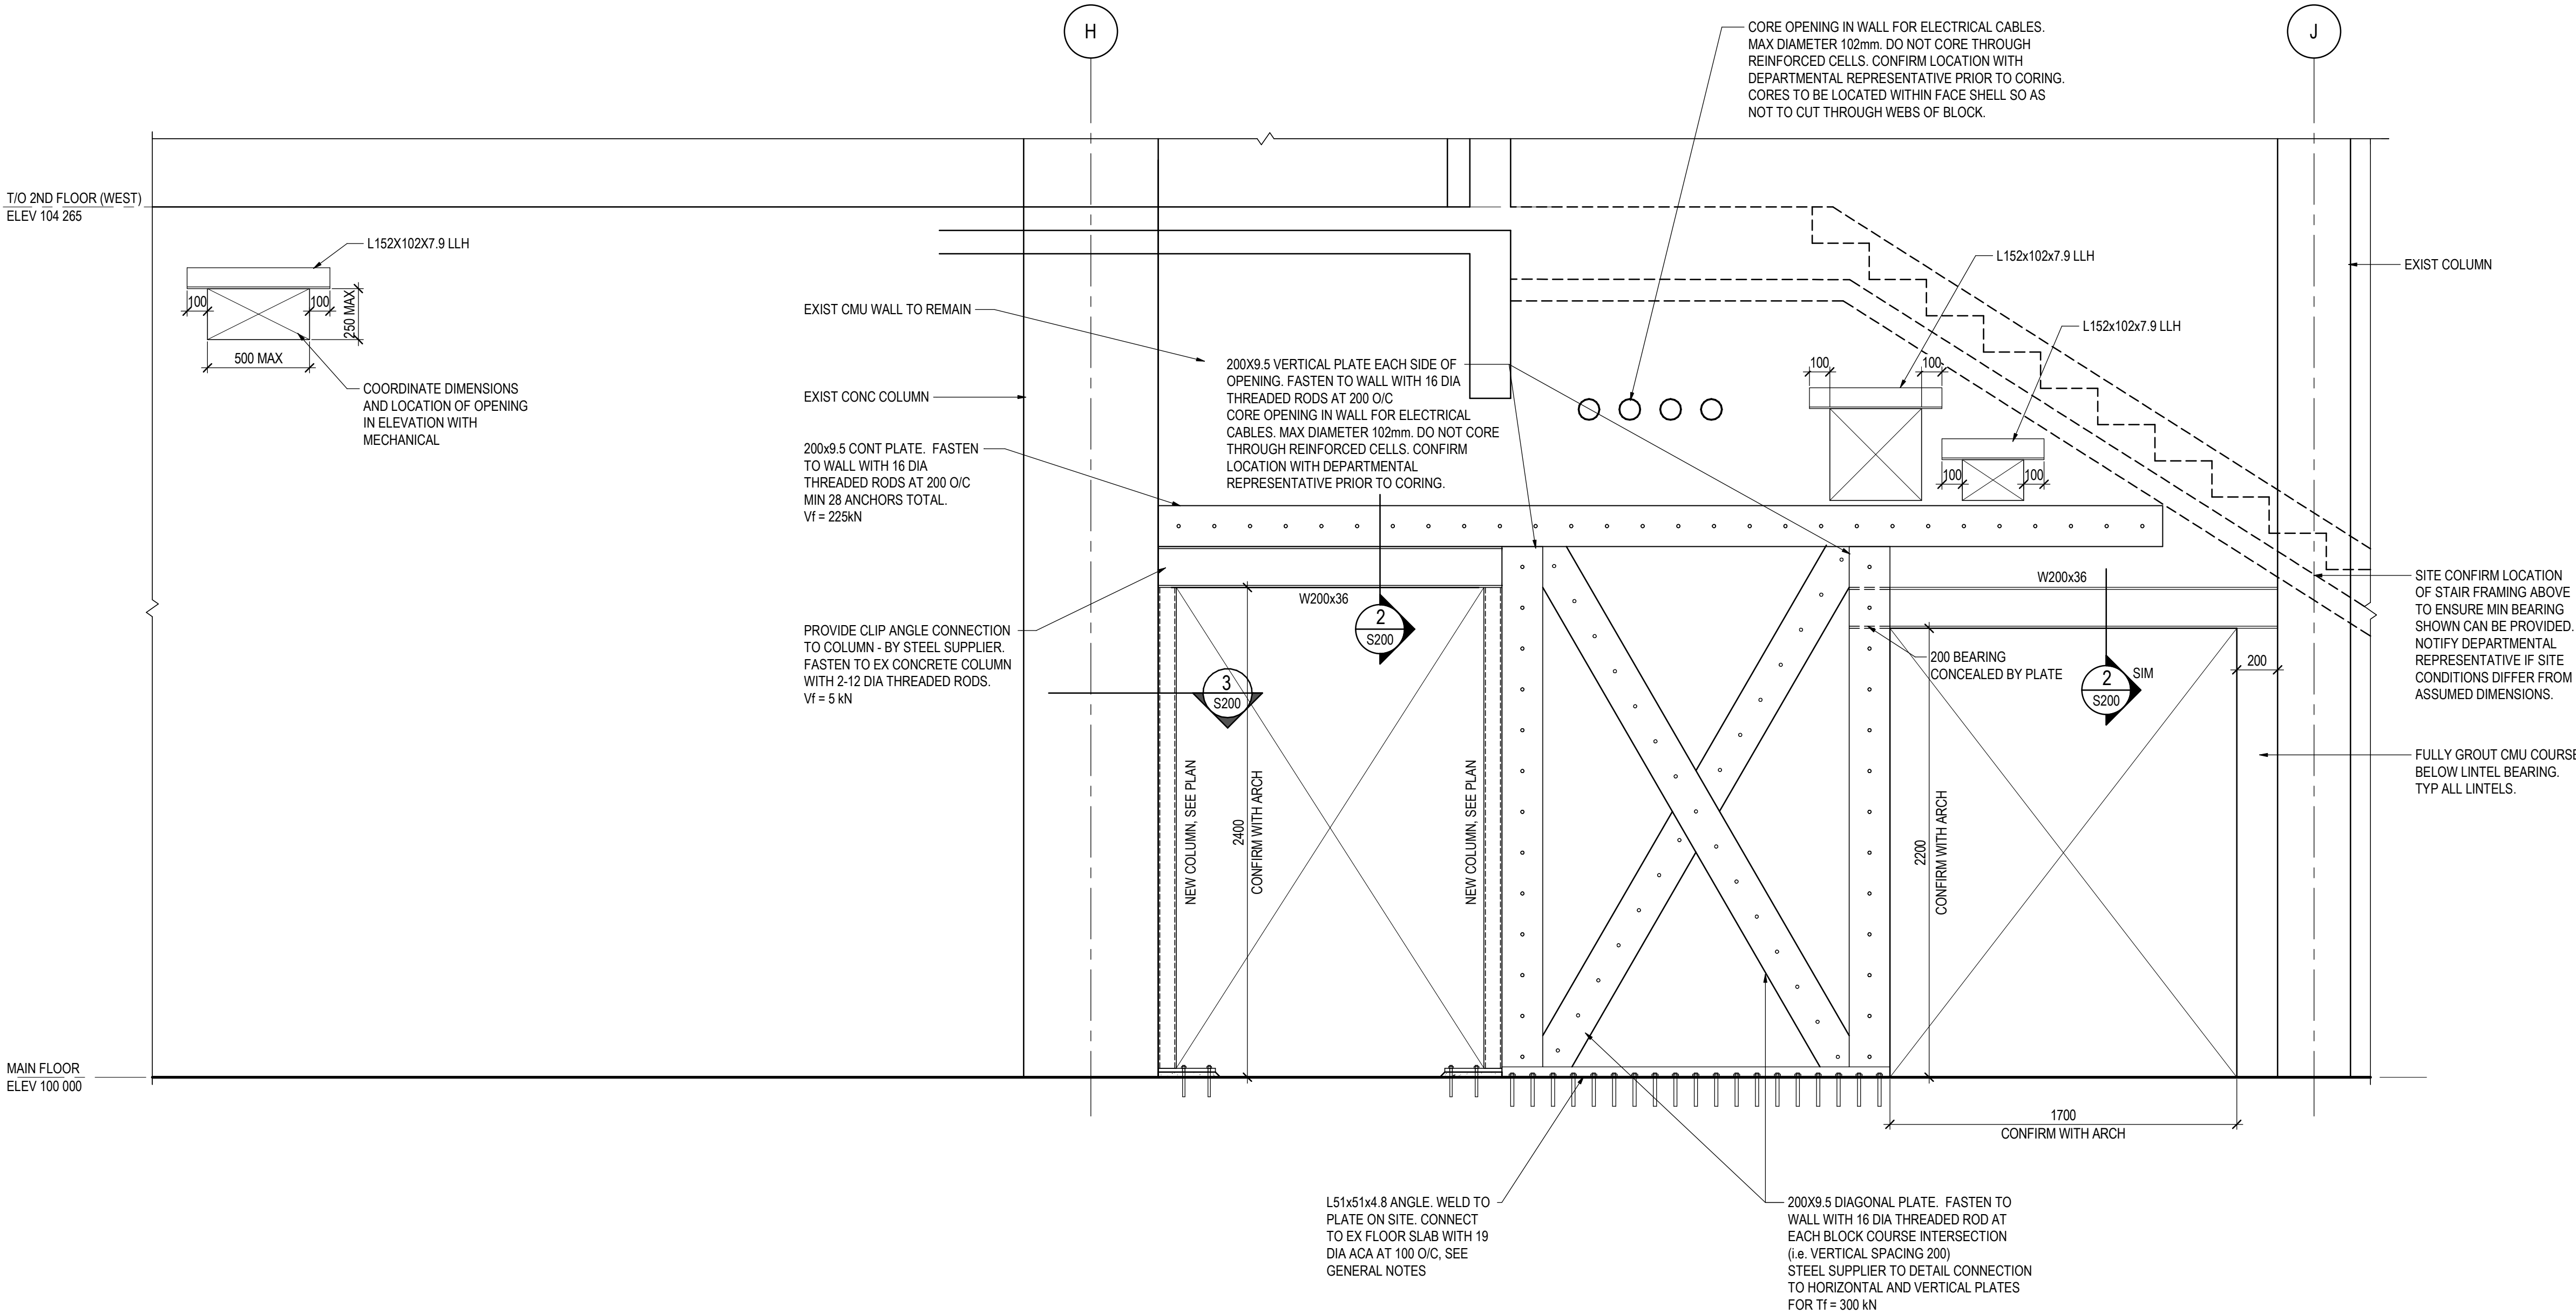 H
J
CORE OPENING IN WALL FOR ELECTRICAL CABLES.
MAX DIAMETER 102mm. DO NOT CORE THROUGH
REINFORCED CELLS. CONFIRM LOCATION WITH
DEPARTMENTAL REPRESENTATIVE PRIOR TO CORING.
CORES TO BE LOCATED WITHIN FACE SHELL SO AS
NOT TO CUT THROUGH WEBS OF BLOCK.
T/O 2ND FLOOR (WEST)
ELEV 104 265
L152X102X7.9 LLH
100
100
250 MAX
500 MAX
COORDINATE DIMENSIONS
AND LOCATION OF OPENING
IN ELEVATION WITH
MECHANICAL
EXIST CMU WALL TO REMAIN
EXIST CONC COLUMN
200x9.5 CONT PLATE. FASTEN
TO WALL WITH 16 DIA
THREADED RODS AT 200 O/C
MIN 28 ANCHORS TOTAL.
Vf = 225kN
200X9.5 VERTICAL PLATE EACH SIDE OF
OPENING. FASTEN TO WALL WITH 16 DIA
THREADED RODS AT 200 O/C
CORE OPENING IN WALL FOR ELECTRICAL
CABLES. MAX DIAMETER 102mm. DO NOT CORE
THROUGH REINFORCED CELLS. CONFIRM
LOCATION WITH DEPARTMENTAL
REPRESENTATIVE PRIOR TO CORING.
L152x102x7.9 LLH
100
100
L152x102x7.9 LLH
100
100
EXIST COLUMN
PROVIDE CLIP ANGLE CONNECTION
TO COLUMN - BY STEEL SUPPLIER.
FASTEN TO EX CONCRETE COLUMN
WITH 2-12 DIA THREADED RODS.
Vf = 5 kN
W200x36
2
S200
3
S200
NEW COLUMN, SEE PLAN
2400
CONFIRM WITH ARCH
NEW COLUMN, SEE PLAN
W200x36
200 BEARING
CONCEALED BY PLATE
2
S200
SIM
200
2200
CONFIRM WITH ARCH
SITE CONFIRM LOCATION
OF STAIR FRAMING ABOVE
TO ENSURE MIN BEARING
SHOWN CAN BE PROVIDED.
NOTIFY DEPARTMENTAL
REPRESENTATIVE IF SITE
CONDITIONS DIFFER FROM
ASSUMED DIMENSIONS.
FULLY GROUT CMU COURSE
BELOW LINTEL BEARING.
TYP ALL LINTELS.
MAIN FLOOR
ELEV 100 000
1700
CONFIRM WITH ARCH
L51x51x4.8 ANGLE. WELD TO
PLATE ON SITE. CONNECT
TO EX FLOOR SLAB WITH 19
DIA ACA AT 100 O/C, SEE
GENERAL NOTES
200X9.5 DIAGONAL PLATE. FASTEN TO
WALL WITH 16 DIA THREADED ROD AT
EACH BLOCK COURSE INTERSECTION
(i.e. VERTICAL SPACING 200)
STEEL SUPPLIER TO DETAIL CONNECTION
TO HORIZONTAL AND VERTICAL PLATES
FOR Tf = 300 kN